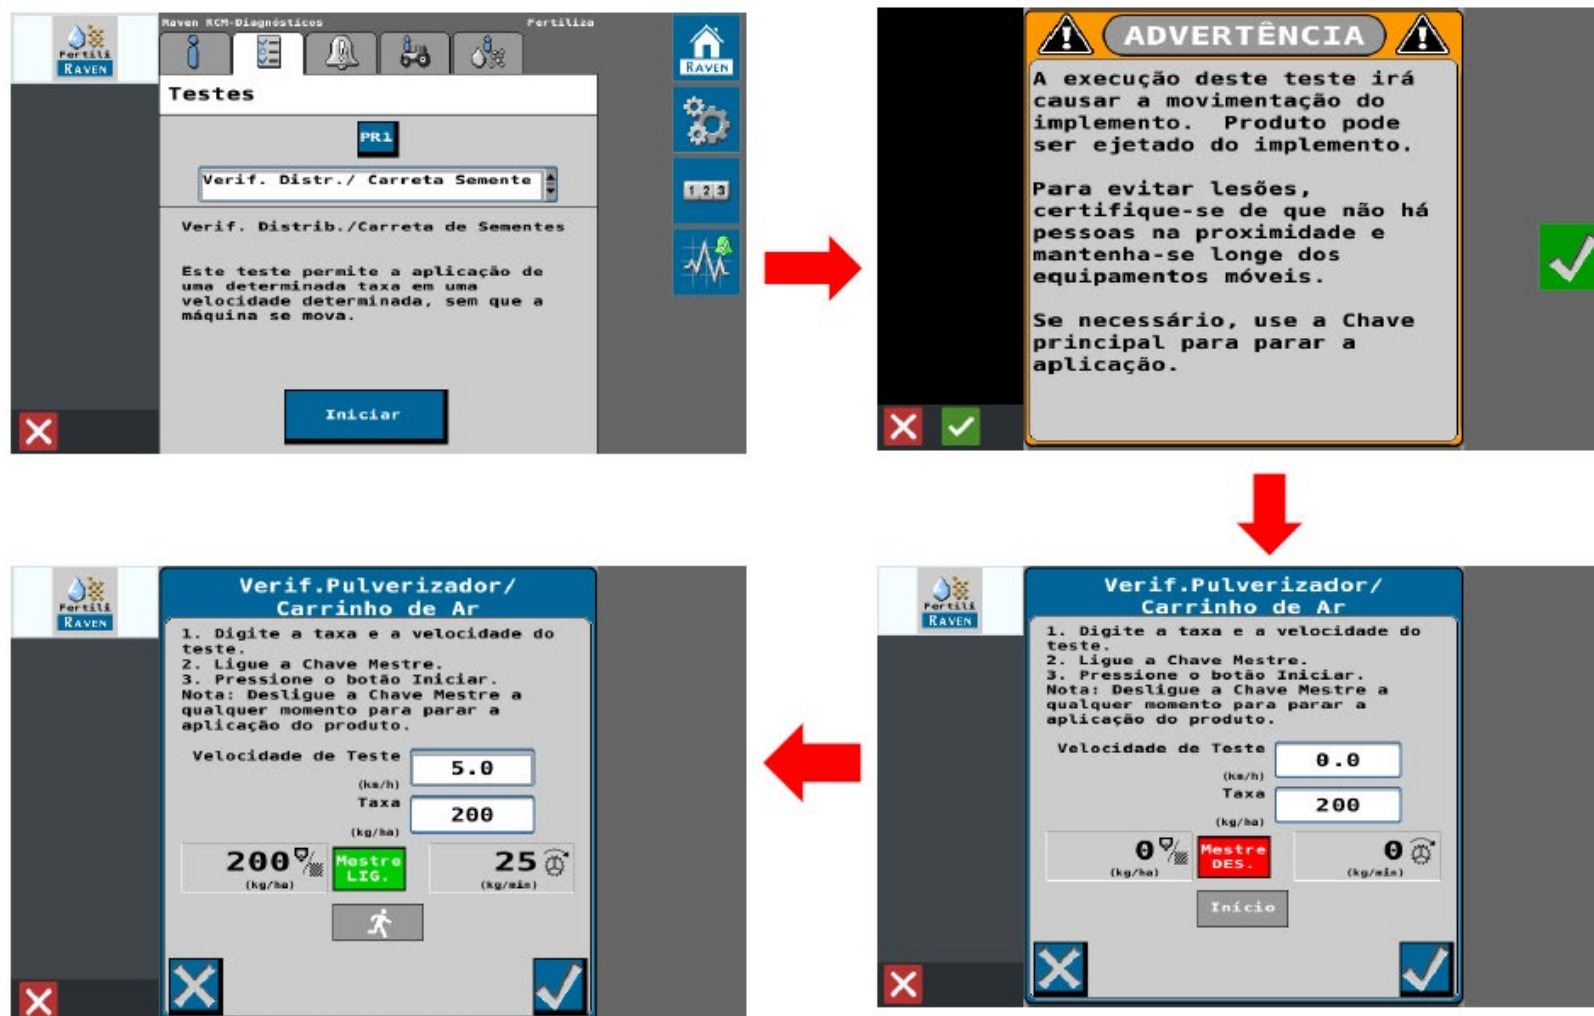 Raven RCM-Diagnósticos
Fertiliza
Fertili
RAVEN
RAVEN
Testes
PR1
Verif. Distr./ Carreta Semente
1 2 3
Verif. Distrib./Carreta de Sementes
Este teste permite a aplicação de
uma determinada taxa em uma
velocidade determinada, sem que a
máquina se mova.
Iniciar
ADVERTÊNCIA
A execução deste teste irá
causar a movimentação do
implemento. Produto pode
ser ejetado do implemento.
Para evitar lesões,
certifique-se de que não há
pessoas na proximidade e
mantenha-se longe dos
equipamentos móveis.
Se necessário, use a Chave
principal para parar a
aplicação.
Fertili
RAVEN
Verif.Pulverizador/
Carrinho de Ar
1. Digite a taxa e a velocidade do
teste.
2. Ligue a Chave Mestre.
3. Pressione o botão Iniciar.
Nota: Desligue a Chave Mestre a
qualquer momento para parar a
aplicação do produto.
Velocidade de Teste
0.0
(km/h)
Taxa
200
(kg/ha)
0
(kg/ha)
Mestre
DES.
0
(kg/min)
Início
Fertili
RAVEN
Verif.Pulverizador/
Carrinho de Ar
1. Digite a taxa e a velocidade do
teste.
2. Ligue a Chave Mestre.
3. Pressione o botão Iniciar.
Nota: Desligue a Chave Mestre a
qualquer momento para parar a
aplicação do produto.
Velocidade de Teste
5.0
(km/h)
Taxa
200
(kg/ha)
200
(kg/ha)
Mestre
LIG.
25
(kg/min)